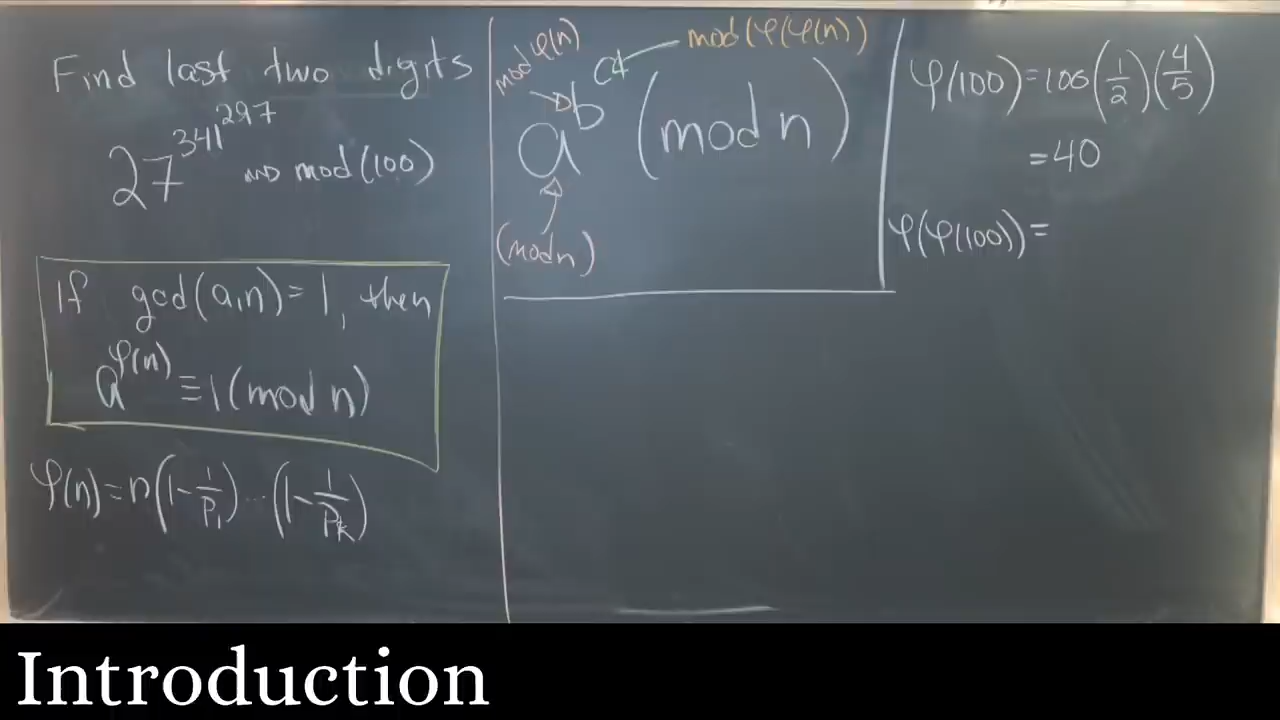 Find last two digits
27^341^297 ⇝ mod(100)
If gcd(a,n)=1, then
a^φ(n) ≡ 1 (mod n)
φ(n)=n(1-1/P₁)...(1-1/Pₖ)
mod φ(n)
mod(φ(φ(n))
a^b^c (mod n)
(mod n)
φ(100)=100(1/2)(4/5)
=40
φ(φ(100))=
Introduction